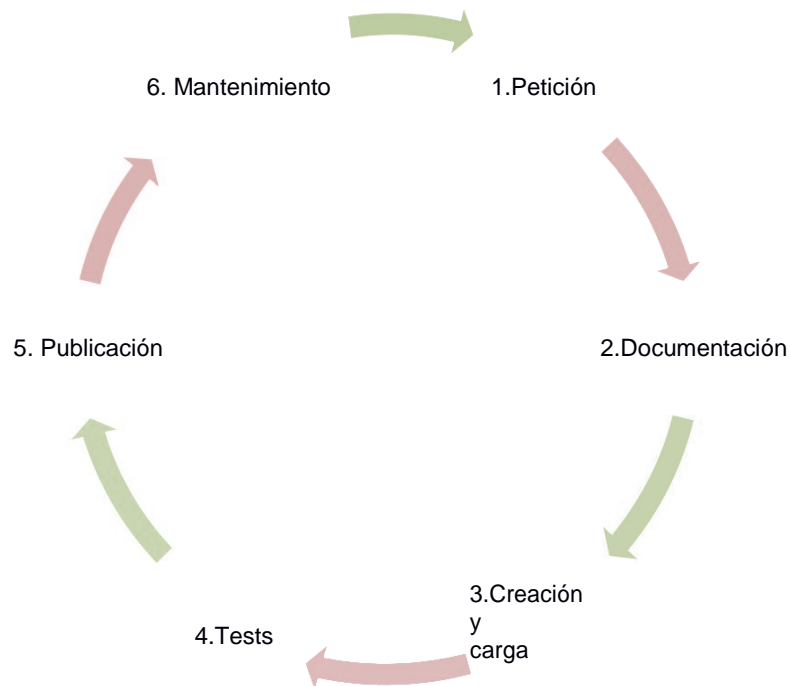 6. Mantenimiento
1.Petición
5. Publicación
2.Documentación
3.Creación
y
carga
4.Tests